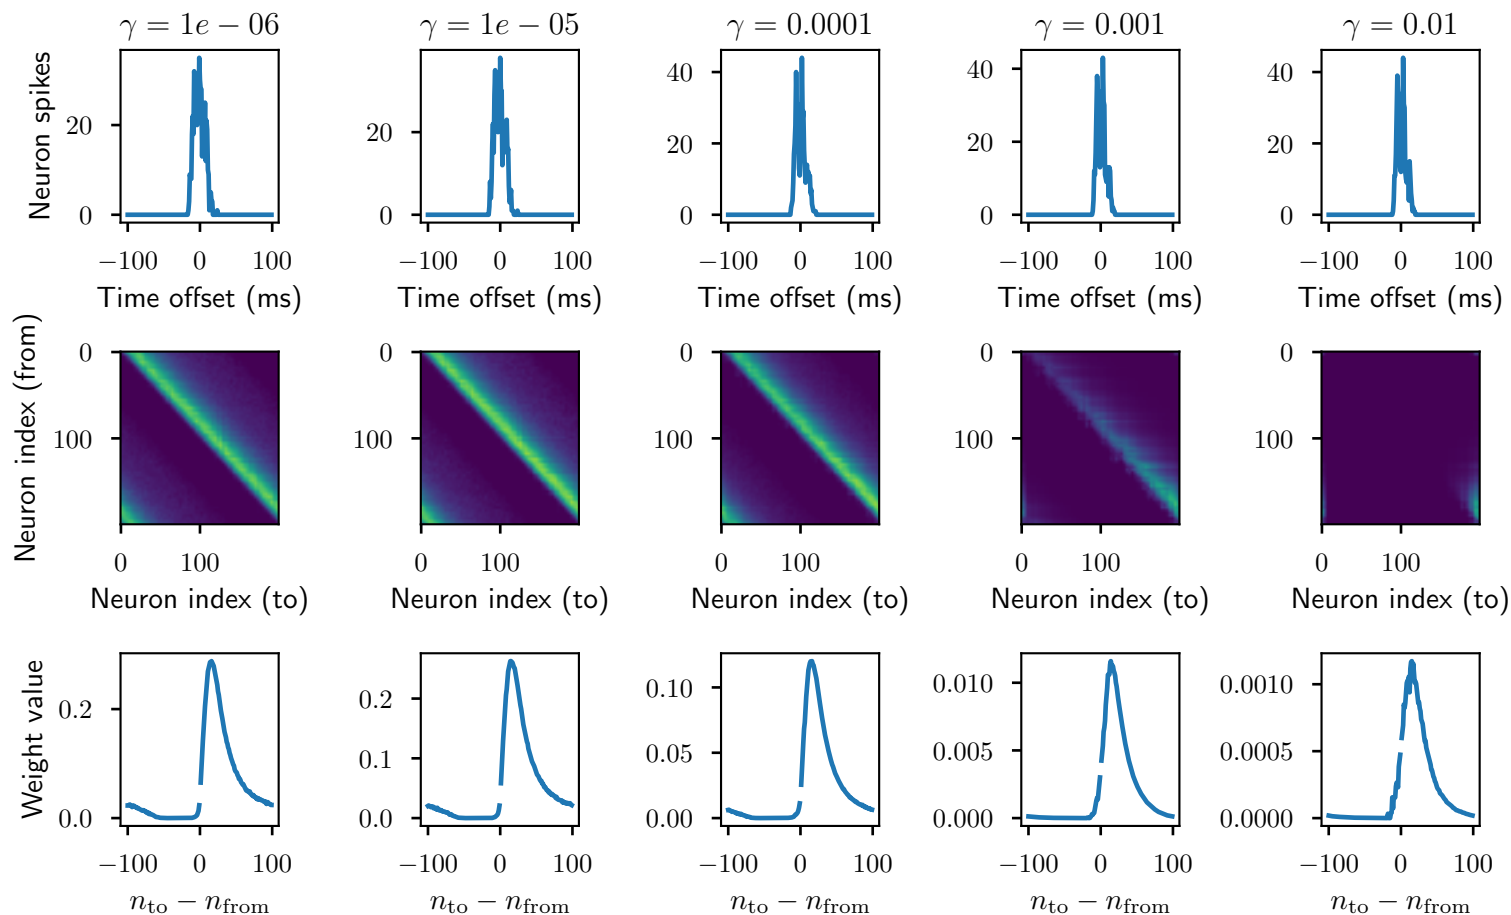 γ = 1e − 06 γ = 1e − 05 γ = 0.0001 γ = 0.001 γ = 0.01
Neuron spikes
20 20 40 40 40
20 20 20
0 0 0 0 0
−100 0 100 −100 0 100 −100 0 100 −100 0 100 −100 0 100
Time offset (ms) Time offset (ms) Time offset (ms) Time offset (ms) Time offset (ms)
Neuron index (from)
0 0 0 0 0
100 100 100 100 100
0 100 0 100 0 100 0 100 0 100
Neuron index (to) Neuron index (to) Neuron index (to) Neuron index (to) Neuron index (to)
Weight value
0.2 0.2 0.10 0.010 0.0010
0.1 0.05 0.005 0.0005
0.0 0.0 0.00 0.000 0.0000
−100 0 100 −100 0 100 −100 0 100 −100 0 100 −100 0 100
n_to − n_from n_to − n_from n_to − n_from n_to − n_from n_to − n_from